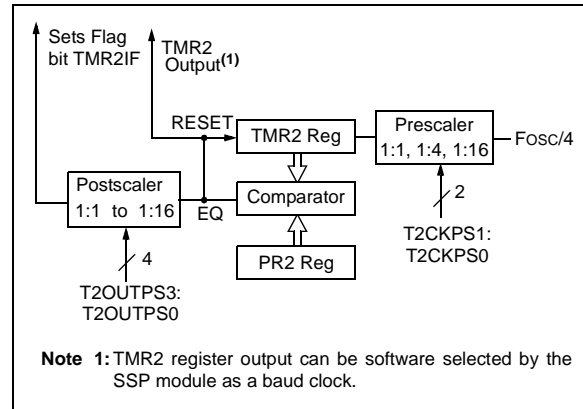 Sets Flag
bit TMR2IF
TMR2
Output(1)
RESET
TMR2 Reg
Prescaler
1:1, 1:4, 1:16
FOSC/4
Postscaler
1:1 to 1:16
EQ
Comparator
2
T2CKPS1:
T2CKPS0
4
PR2 Reg
T2OUTPS3:
T2OUTPS0
Note 1: TMR2 register output can be software selected by the
SSP module as a baud clock.